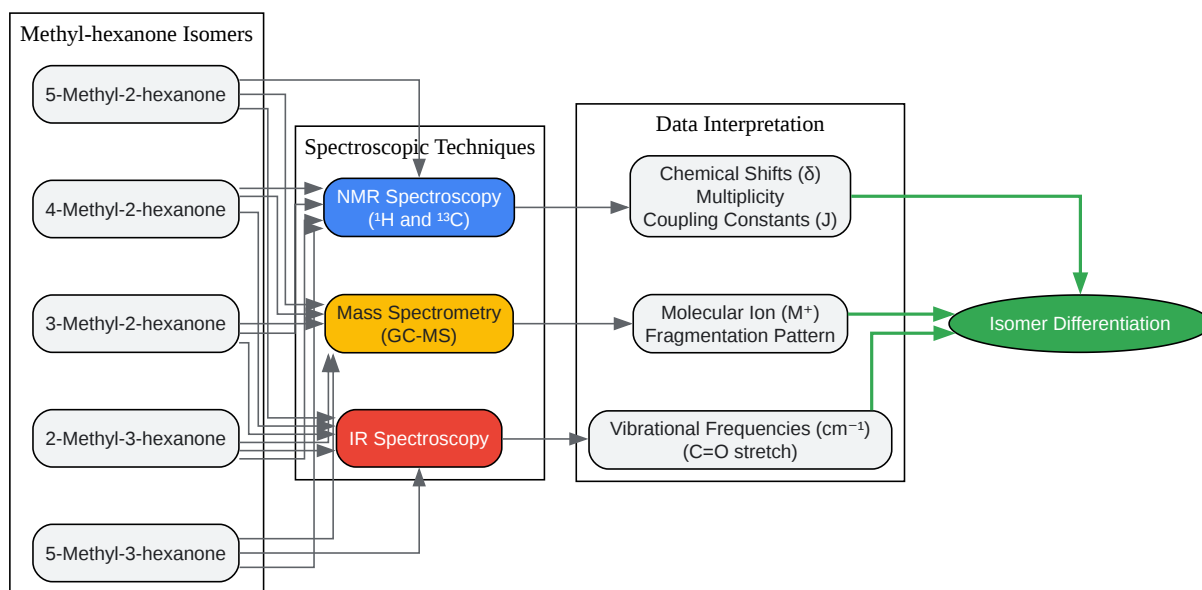 Methyl-hexanone Isomers
5-Methyl-2-hexanone
4-Methyl-2-hexanone
3-Methyl-2-hexanone
2-Methyl-3-hexanone
5-Methyl-3-hexanone
Spectroscopic Techniques
NMR Spectroscopy
(¹H and ¹³C)
Mass Spectrometry
(GC-MS)
IR Spectroscopy
Data Interpretation
Chemical Shifts (δ)
Multiplicity
Coupling Constants (J)
Molecular Ion (M⁺)
Fragmentation Pattern
Vibrational Frequencies (cm⁻¹)
(C=O stretch)
Isomer Differentiation